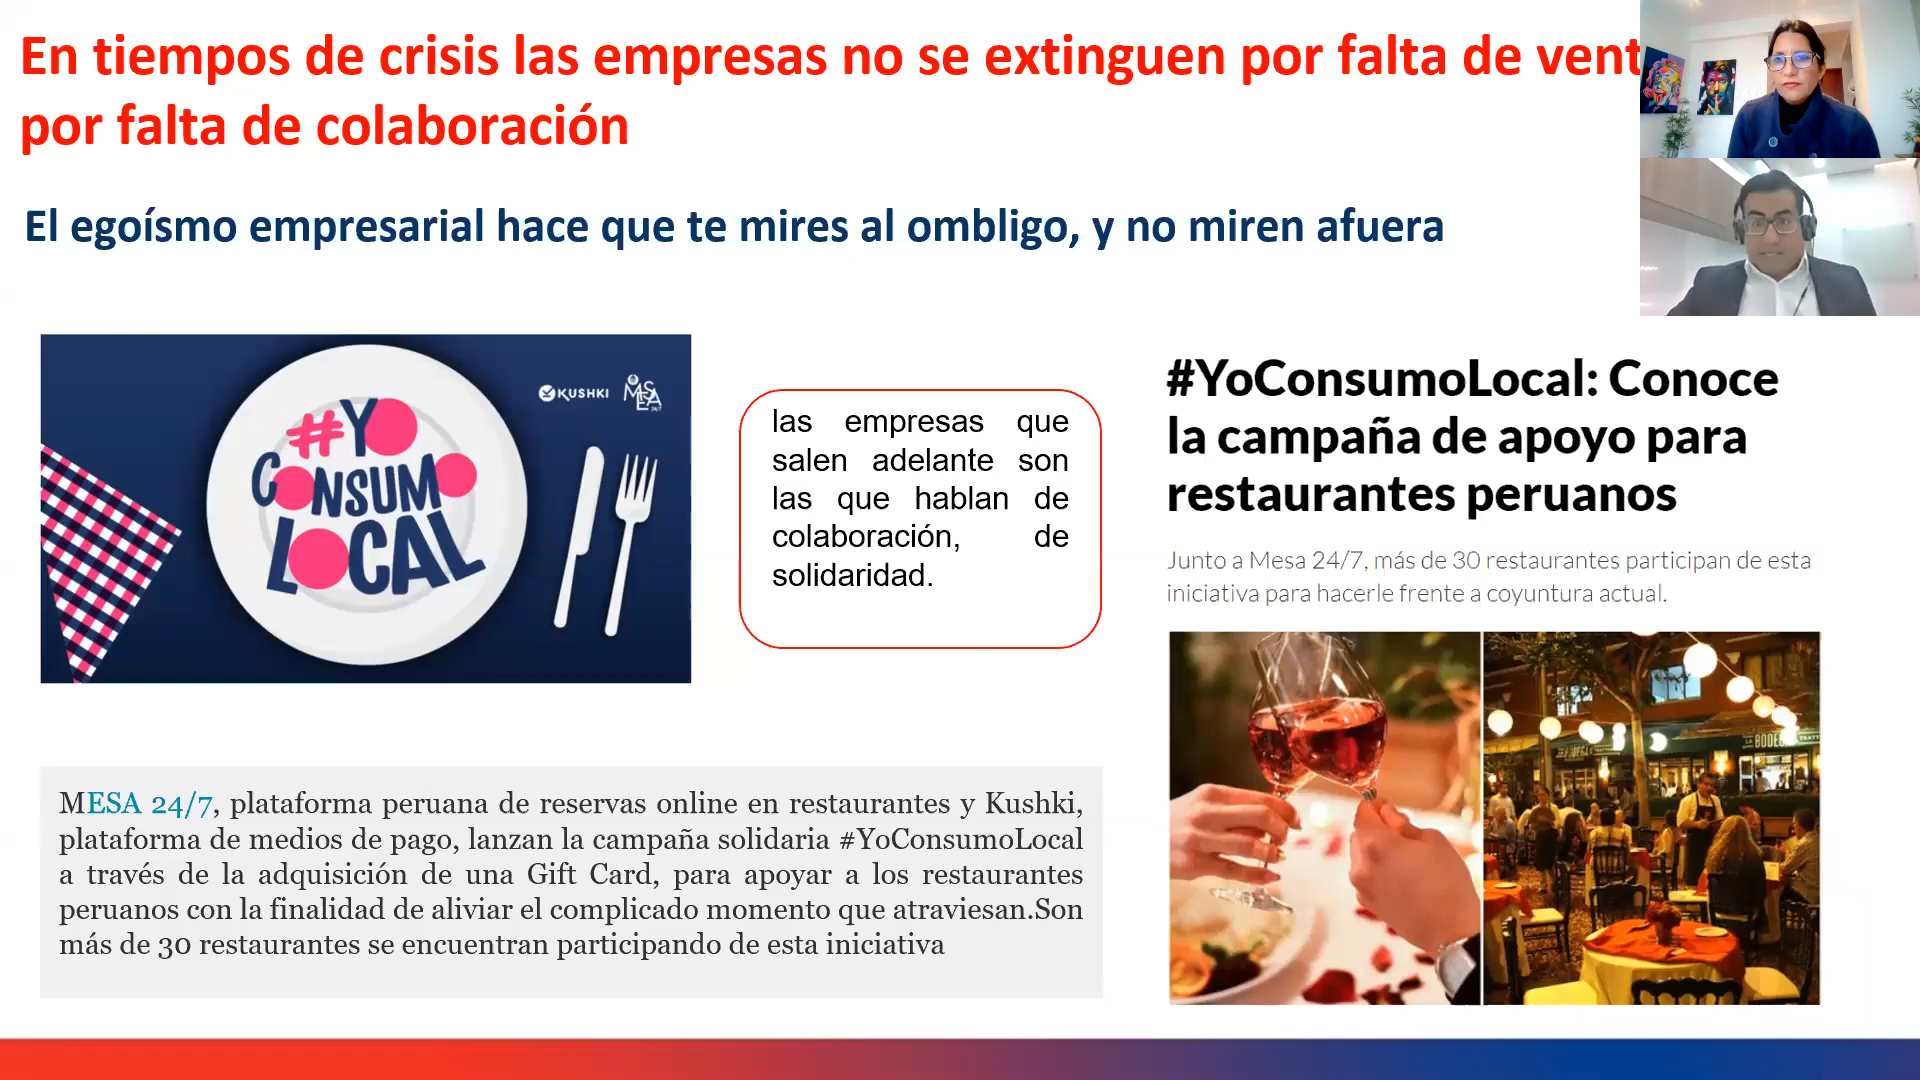 En tiempos de crisis las empresas no se extinguen por falta de vent
por falta de colaboración
El egoísmo empresarial hace que te mires al ombligo, y no miren afuera
#YO
CONSUMO
LOCAL
KUSHKI
MESA
24/7
las empresas que
salen adelante son
las que hablan de
colaboración, de
solidaridad.
#YoConsumoLocal: Conoce
la campaña de apoyo para
restaurantes peruanos
Junto a Mesa 24/7, más de 30 restaurantes participan de esta
iniciativa para hacerle frente a coyuntura actual.
LA BODEGA
MESA 24/7, plataforma peruana de reservas online en restaurantes y Kushki,
plataforma de medios de pago, lanzan la campaña solidaria #YoConsumoLocal
a través de la adquisición de una Gift Card, para apoyar a los restaurantes
peruanos con la finalidad de aliviar el complicado momento que atraviesan.Son
más de 30 restaurantes se encuentran participando de esta iniciativa